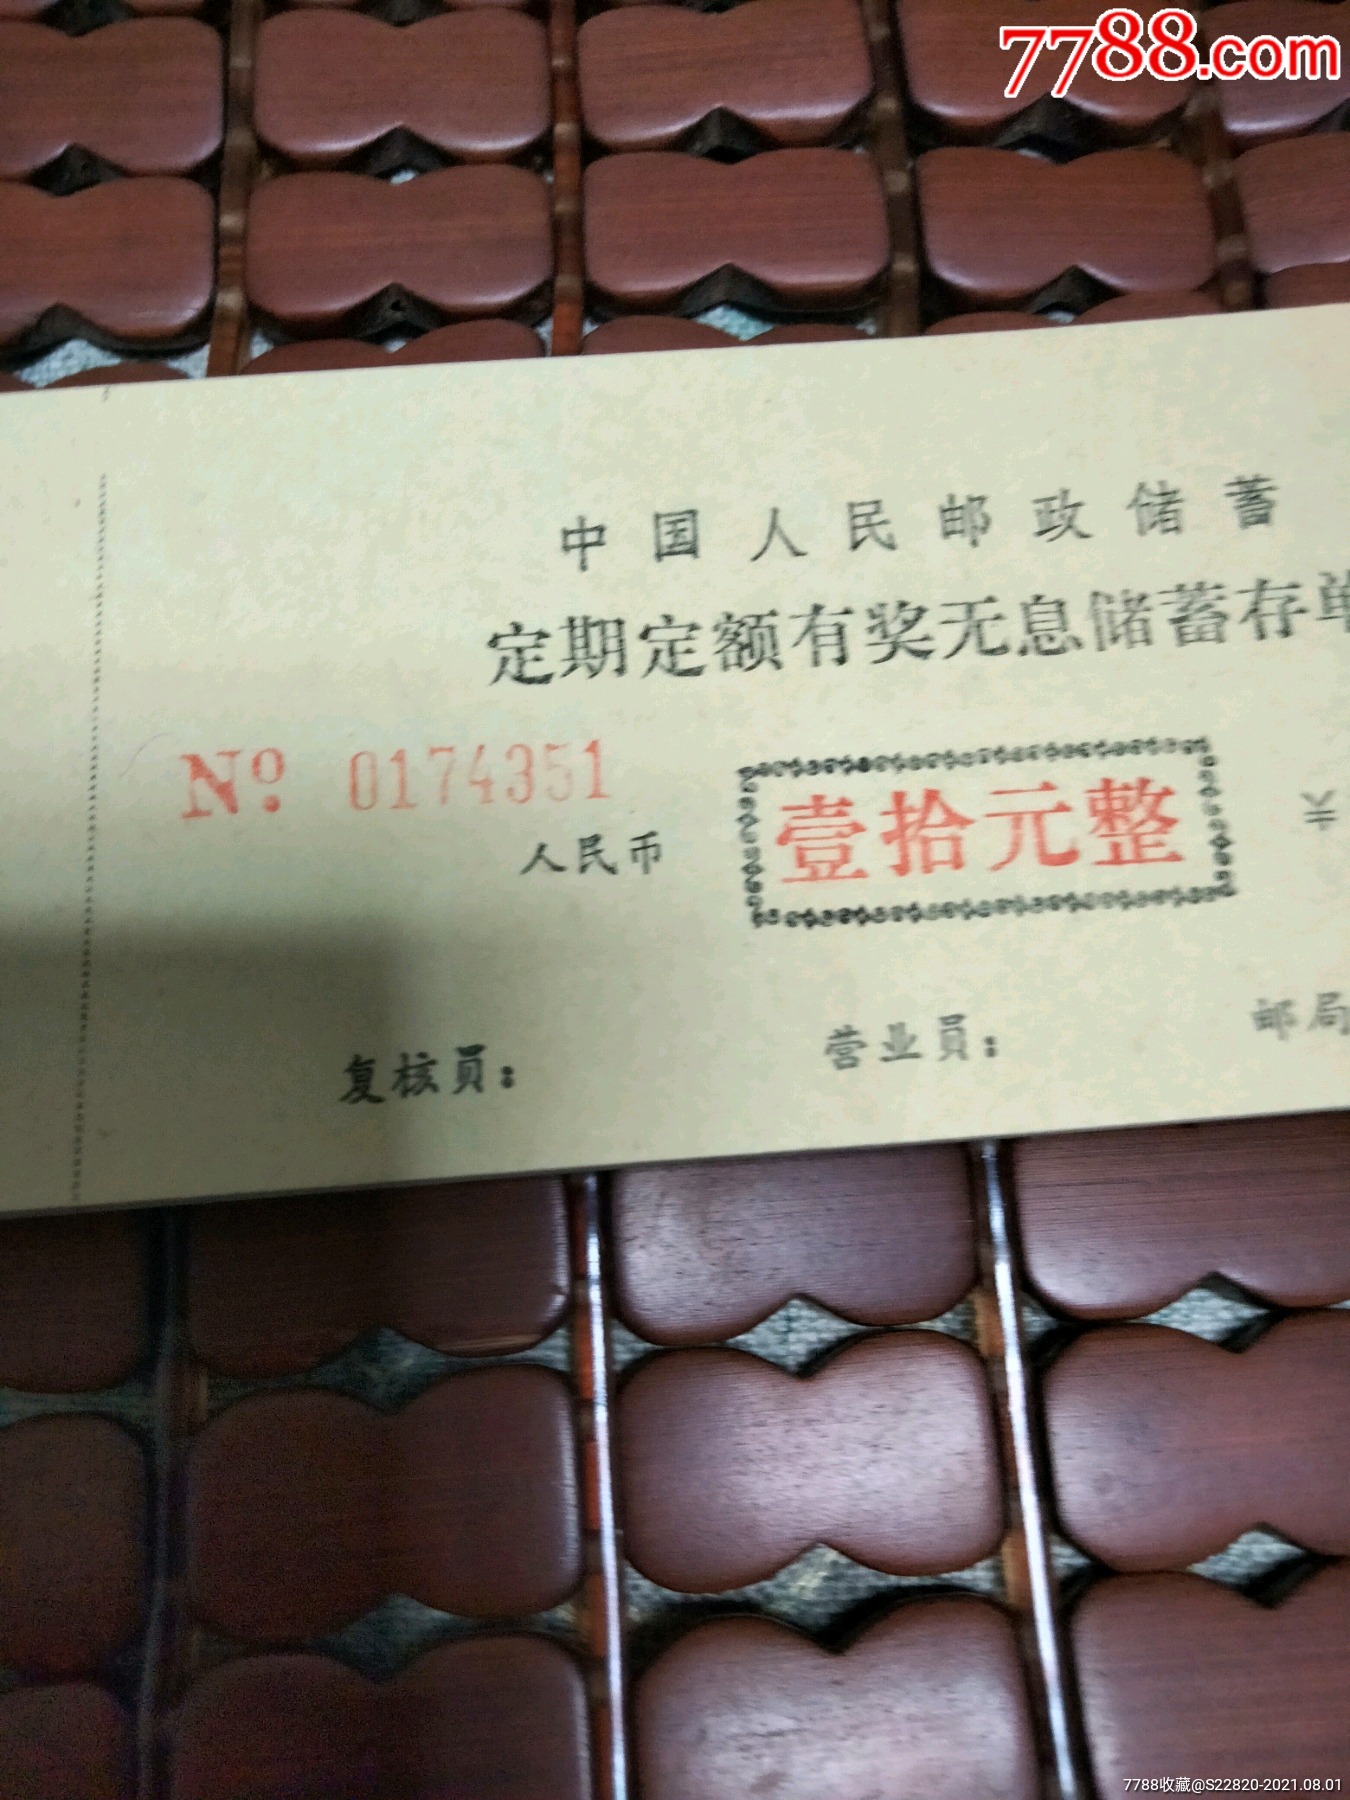 7788.com
中国人民邮政储蓄
定期定额有奖无息储蓄存单
No. 0174351
人民币 壹拾元整
复核员： 营业员： 邮局
7788收藏@S22820-2021.08.01